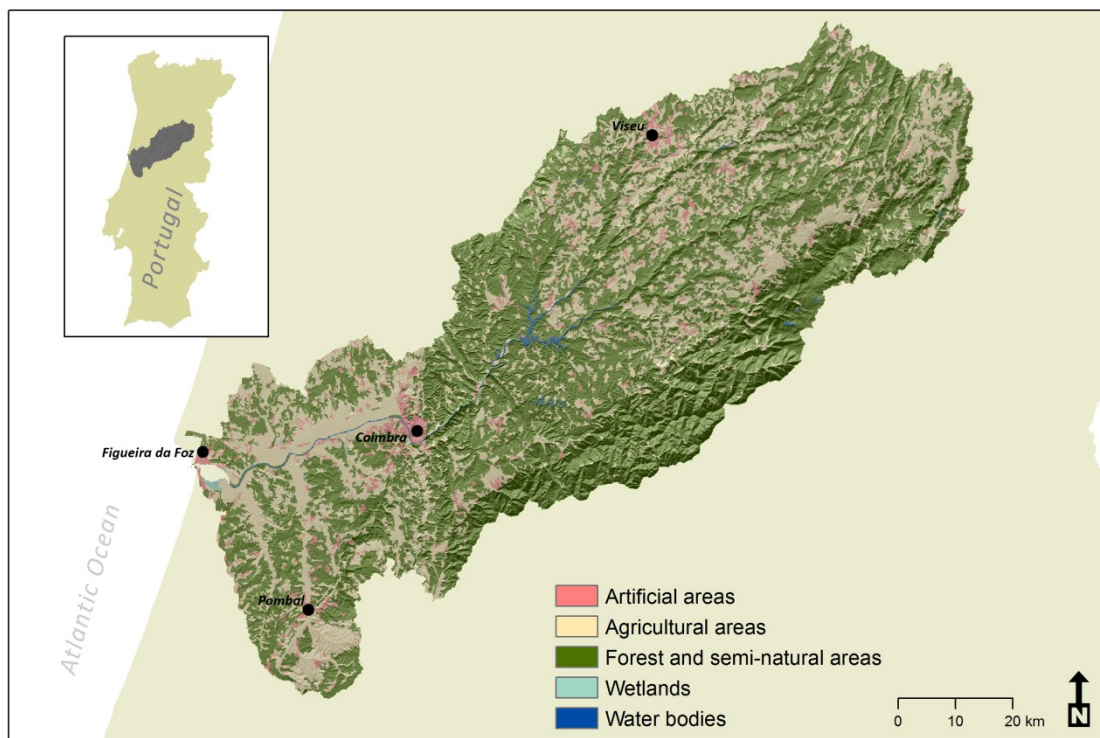 Portugal
Viseu
Coimbra
Figueira da Foz
Pombal
Atlantic Ocean
Artificial areas
Agricultural areas
Forest and semi-natural areas
Wetlands
Water bodies
N
0 10 20 km